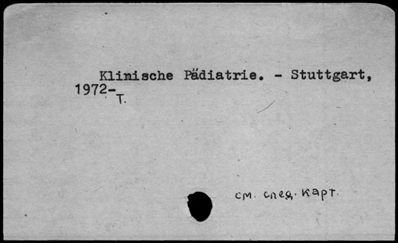 Klinische Pädiatrie. - Stuttgart,
1972-
T.
см. след. карт.